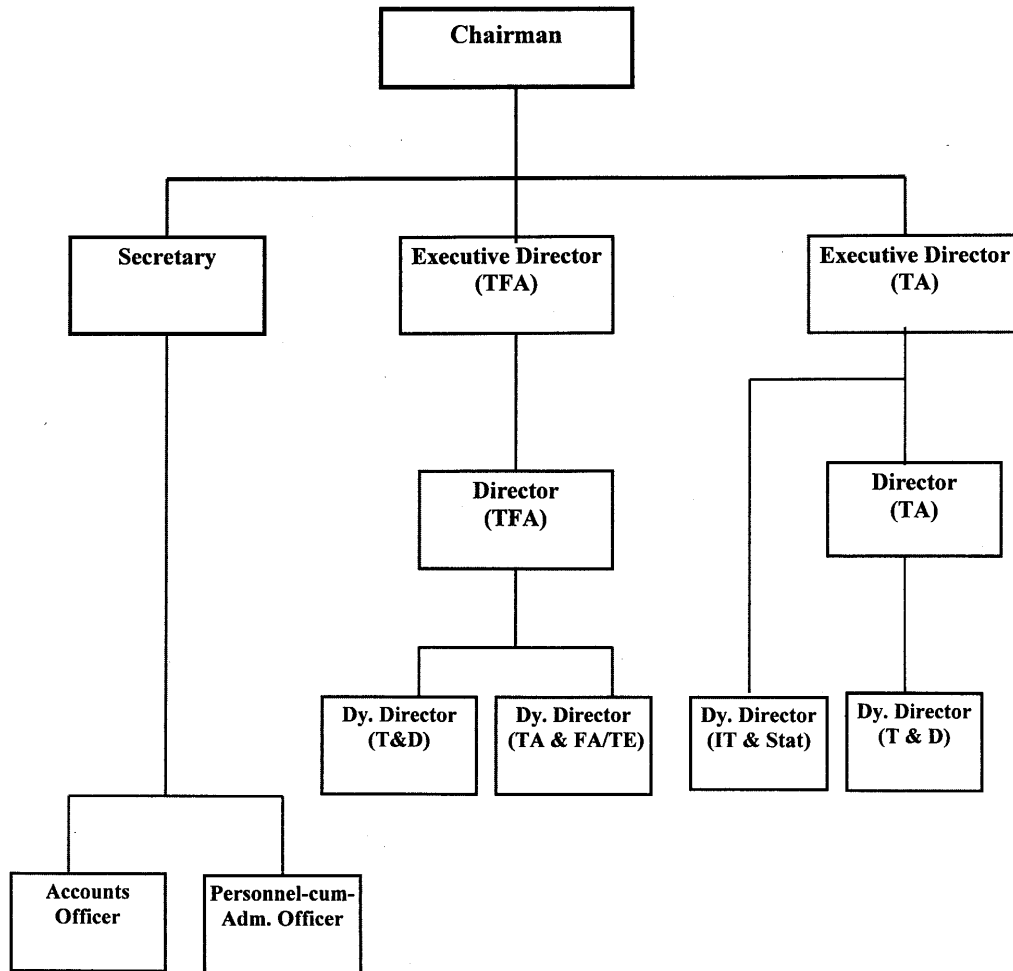 Chairman
Secretary
Executive Director
(TFA)
Executive Director
(TA)
Director
(TFA)
Director
(TA)
Dy. Director
(T&D)
Dy. Director
(TA & FA/TE)
Dy. Director
(IT & Stat)
Dy. Director
(T & D)
Accounts
Officer
Personnel-cum-
Adm. Officer